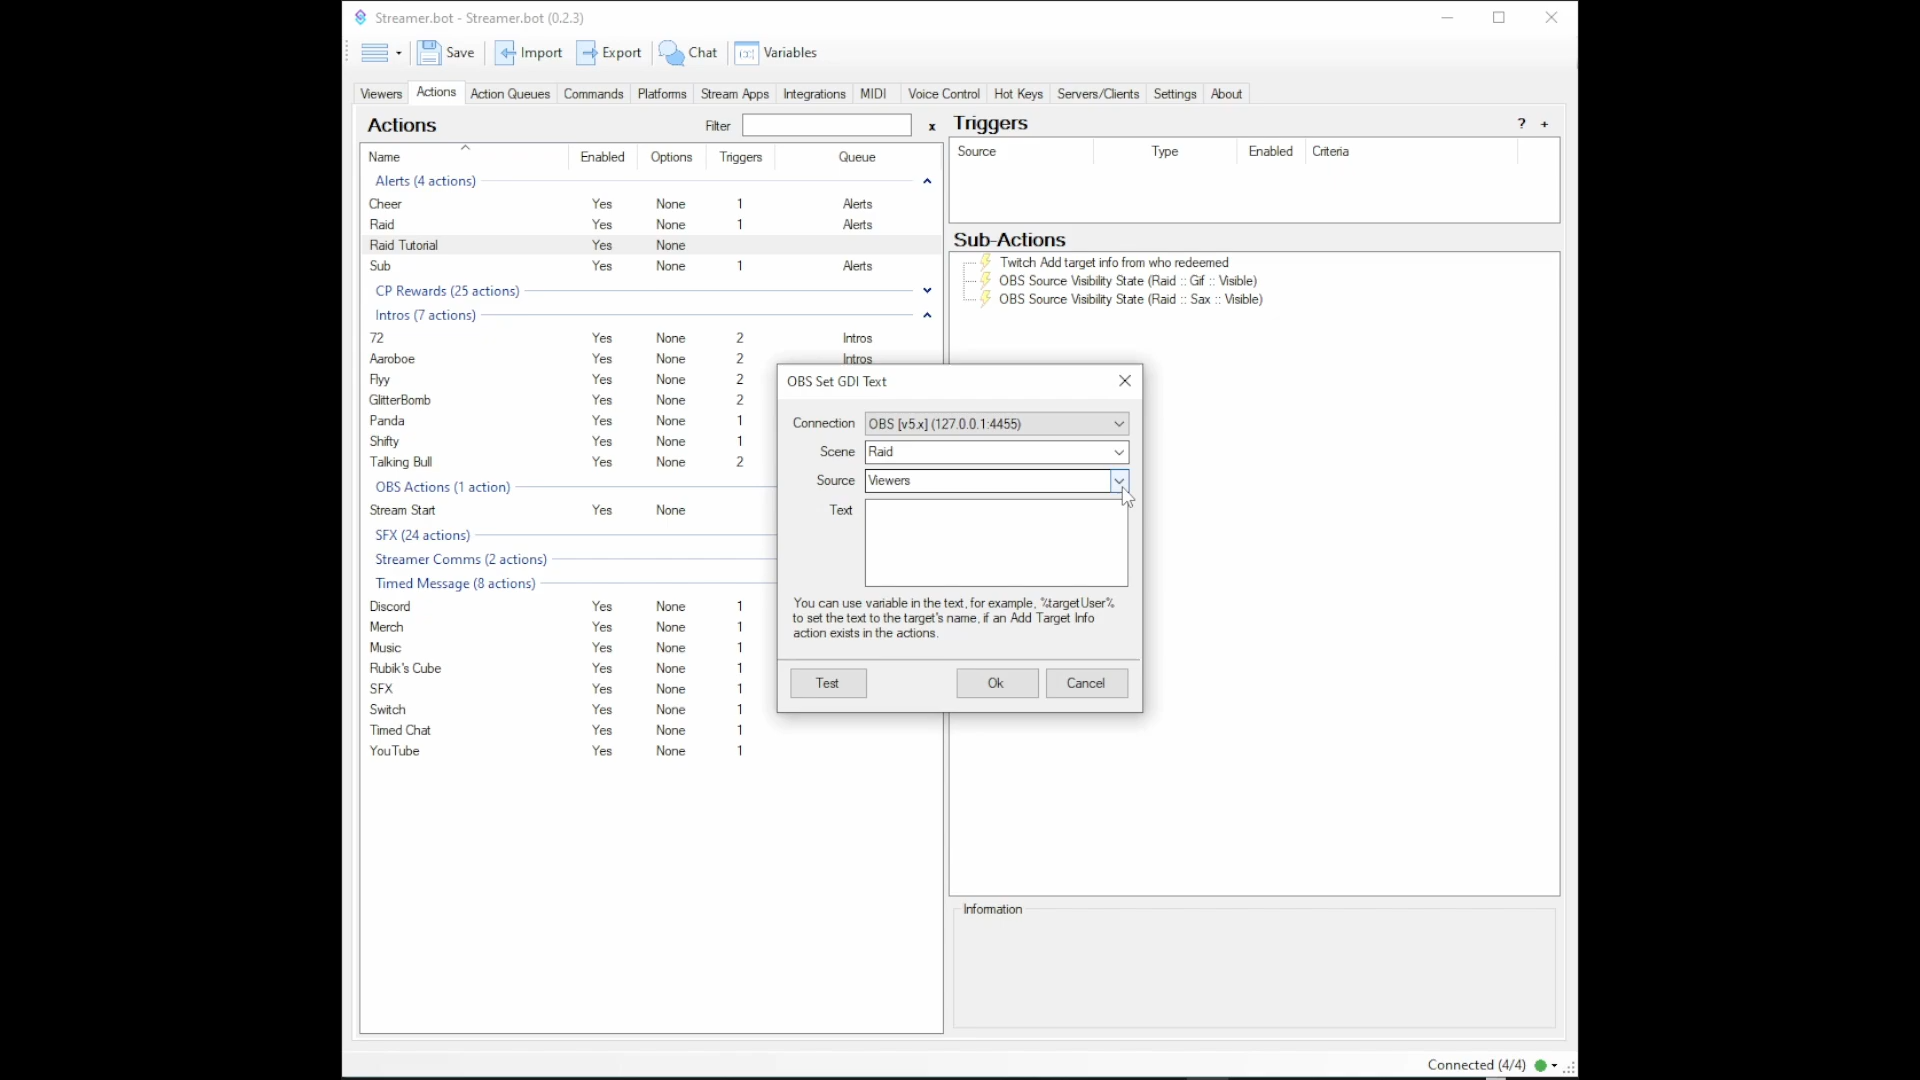 Streamer.bot - Streamer.bot (0.2.3)
Save Import Export Chat Variables
Viewers Actions Action Queues Commands Platforms Stream Apps Integrations MIDI Voice Control Hot Keys Servers/Clients Settings About
Actions Filter x
Name Enabled Options Triggers Queue
Alerts (4 actions)
Cheer Yes None 1 Alerts
Raid Yes None 1 Alerts
Raid Tutorial Yes None
Sub Yes None 1 Alerts
CP Rewards (25 actions)
Intros (7 actions)
72 Yes None 2 Intros
Aaroboe Yes None 2 Intros
Flyy Yes None 2
GlitterBomb Yes None 2
Panda Yes None 1
Shifty Yes None 1
Talking Bull Yes None 2
OBS Actions (1 action)
Stream Start Yes None
SFX (24 actions)
Streamer Comms (2 actions)
Timed Message (8 actions)
Discord Yes None 1
Merch Yes None 1
Music Yes None 1
Rubik's Cube Yes None 1
SFX Yes None 1
Switch Yes None 1
Timed Chat Yes None 1
YouTube Yes None 1
Triggers ? +
Source Type Enabled Criteria
Sub-Actions
Twitch Add target info from who redeemed
OBS Source Visibility State (Raid :: Gif :: Visible)
OBS Source Visibility State (Raid :: Sax :: Visible)
OBS Set GDI Text
Connection OBS [v5.x] (127.0.0.1:4455)
Scene Raid
Source Viewers
Text
You can use variable in the text, for example, %targetUser%
to set the text to the target's name, if an Add Target Info
action exists in the actions.
Test Ok Cancel
Information
Connected (4/4)